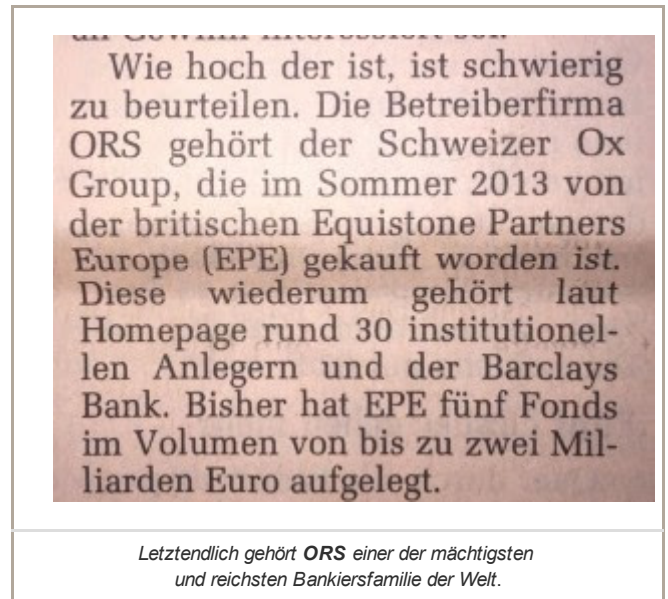 Wie hoch der ist, ist schwierig
zu beurteilen. Die Betreiberfirma
ORS gehört der Schweizer Ox
Group, die im Sommer 2013 von
der britischen Equistone Partners
Europe (EPE) gekauft worden ist.
Diese wiederum gehört laut
Homepage rund 30 institutionel-
len Anlegern und der Barclays
Bank. Bisher hat EPE fünf Fonds
im Volumen von bis zu zwei Mil-
liarden Euro aufgelegt.
Letztendlich gehört ORS einer der mächtigsten
und reichsten Bankiersfamilie der Welt.